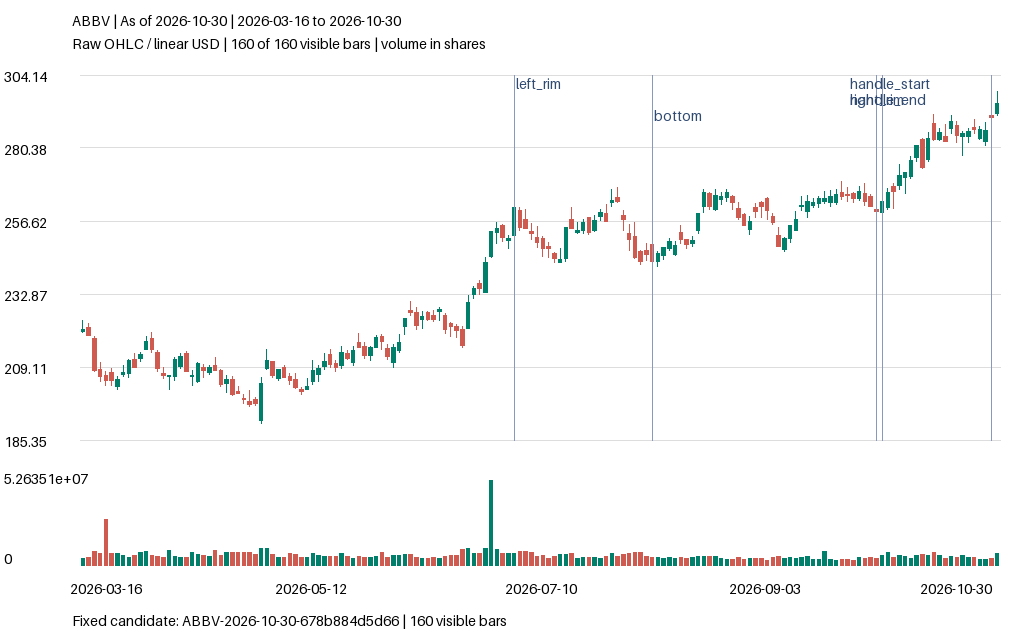 ABBV | As of 2026-10-30 | 2026-03-16 to 2026-10-30
Raw OHLC / linear USD | 160 of 160 visible bars | volume in shares
304.14
280.38
256.62
232.87
209.11
185.35
left_rim
bottom
handle_start
handle_end
5.26351e+07
0
2026-03-16
2026-05-12
2026-07-10
2026-09-03
2026-10-30
Fixed candidate: ABBV-2026-10-30-678b884d5d66 | 160 visible bars